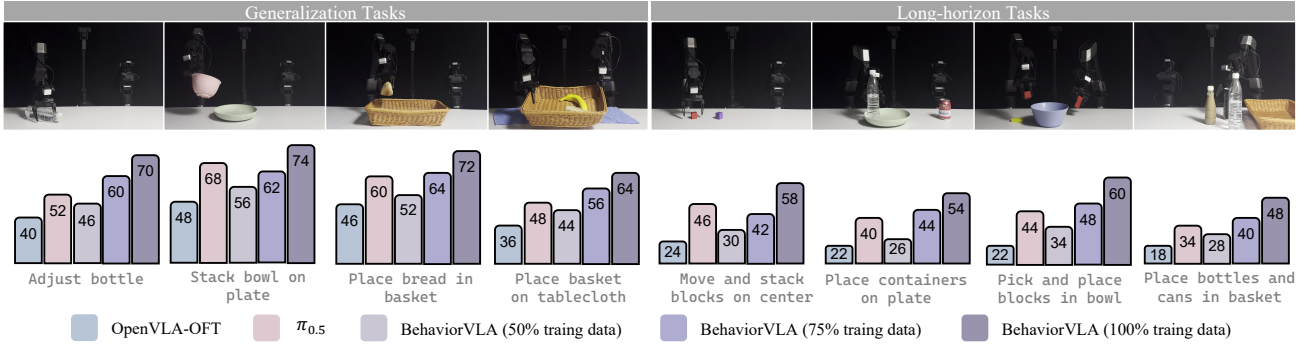 Generalization Tasks
Long-horizon Tasks
40
52
46
60
70
48
68
56
62
74
46
60
52
64
72
36
48
44
56
64
24
46
30
42
58
22
40
26
44
54
22
44
34
48
60
18
34
28
40
48
Adjust bottle
Stack bowl on
plate
Place bread in
basket
Place basket
on tablecloth
Move and stack
blocks on center
Place containers
on plate
Pick and place
blocks in bowl
Place bottles and
cans in basket
OpenVLA-OFT
π0.5
BehaviorVLA (50% traing data)
BehaviorVLA (75% traing data)
BehaviorVLA (100% traing data)